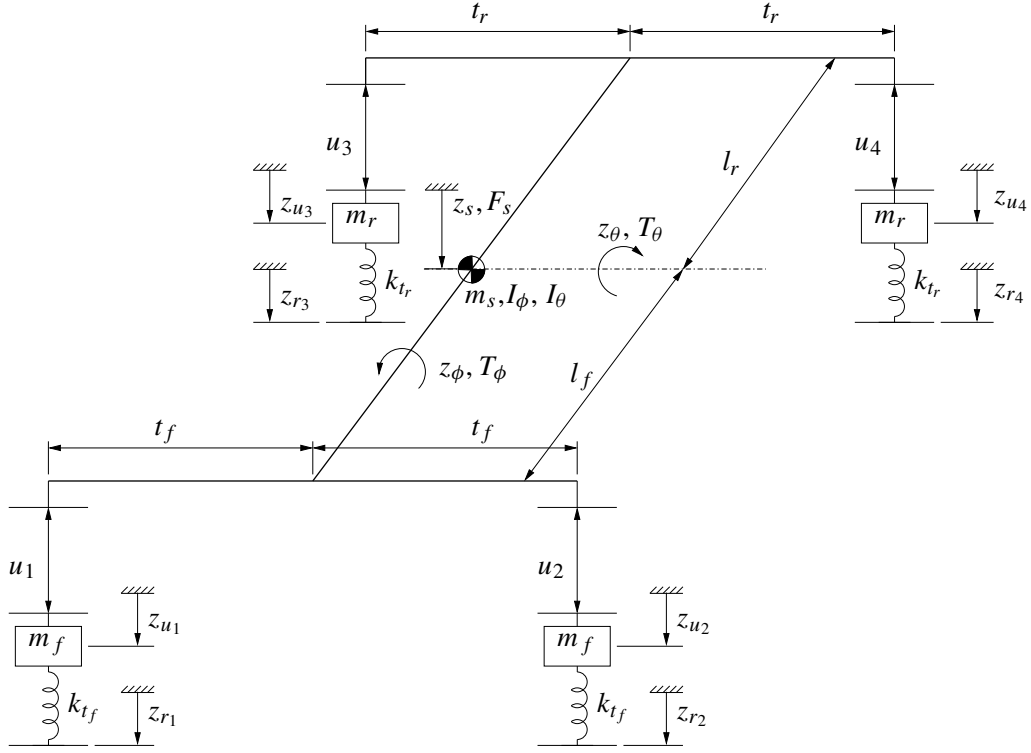 t_r t_r
u_3 l_r u_4
z_{u_3} m_r z_s, F_s m_r z_{u_4}
z_θ, T_θ
z_{r_3} k_{t_r} m_s, I_ϕ, I_θ k_{t_r} z_{r_4}
z_ϕ, T_ϕ l_f
t_f t_f
u_1 u_2
m_f z_{u_1} m_f z_{u_2}
k_{t_f} z_{r_1} k_{t_f} z_{r_2}